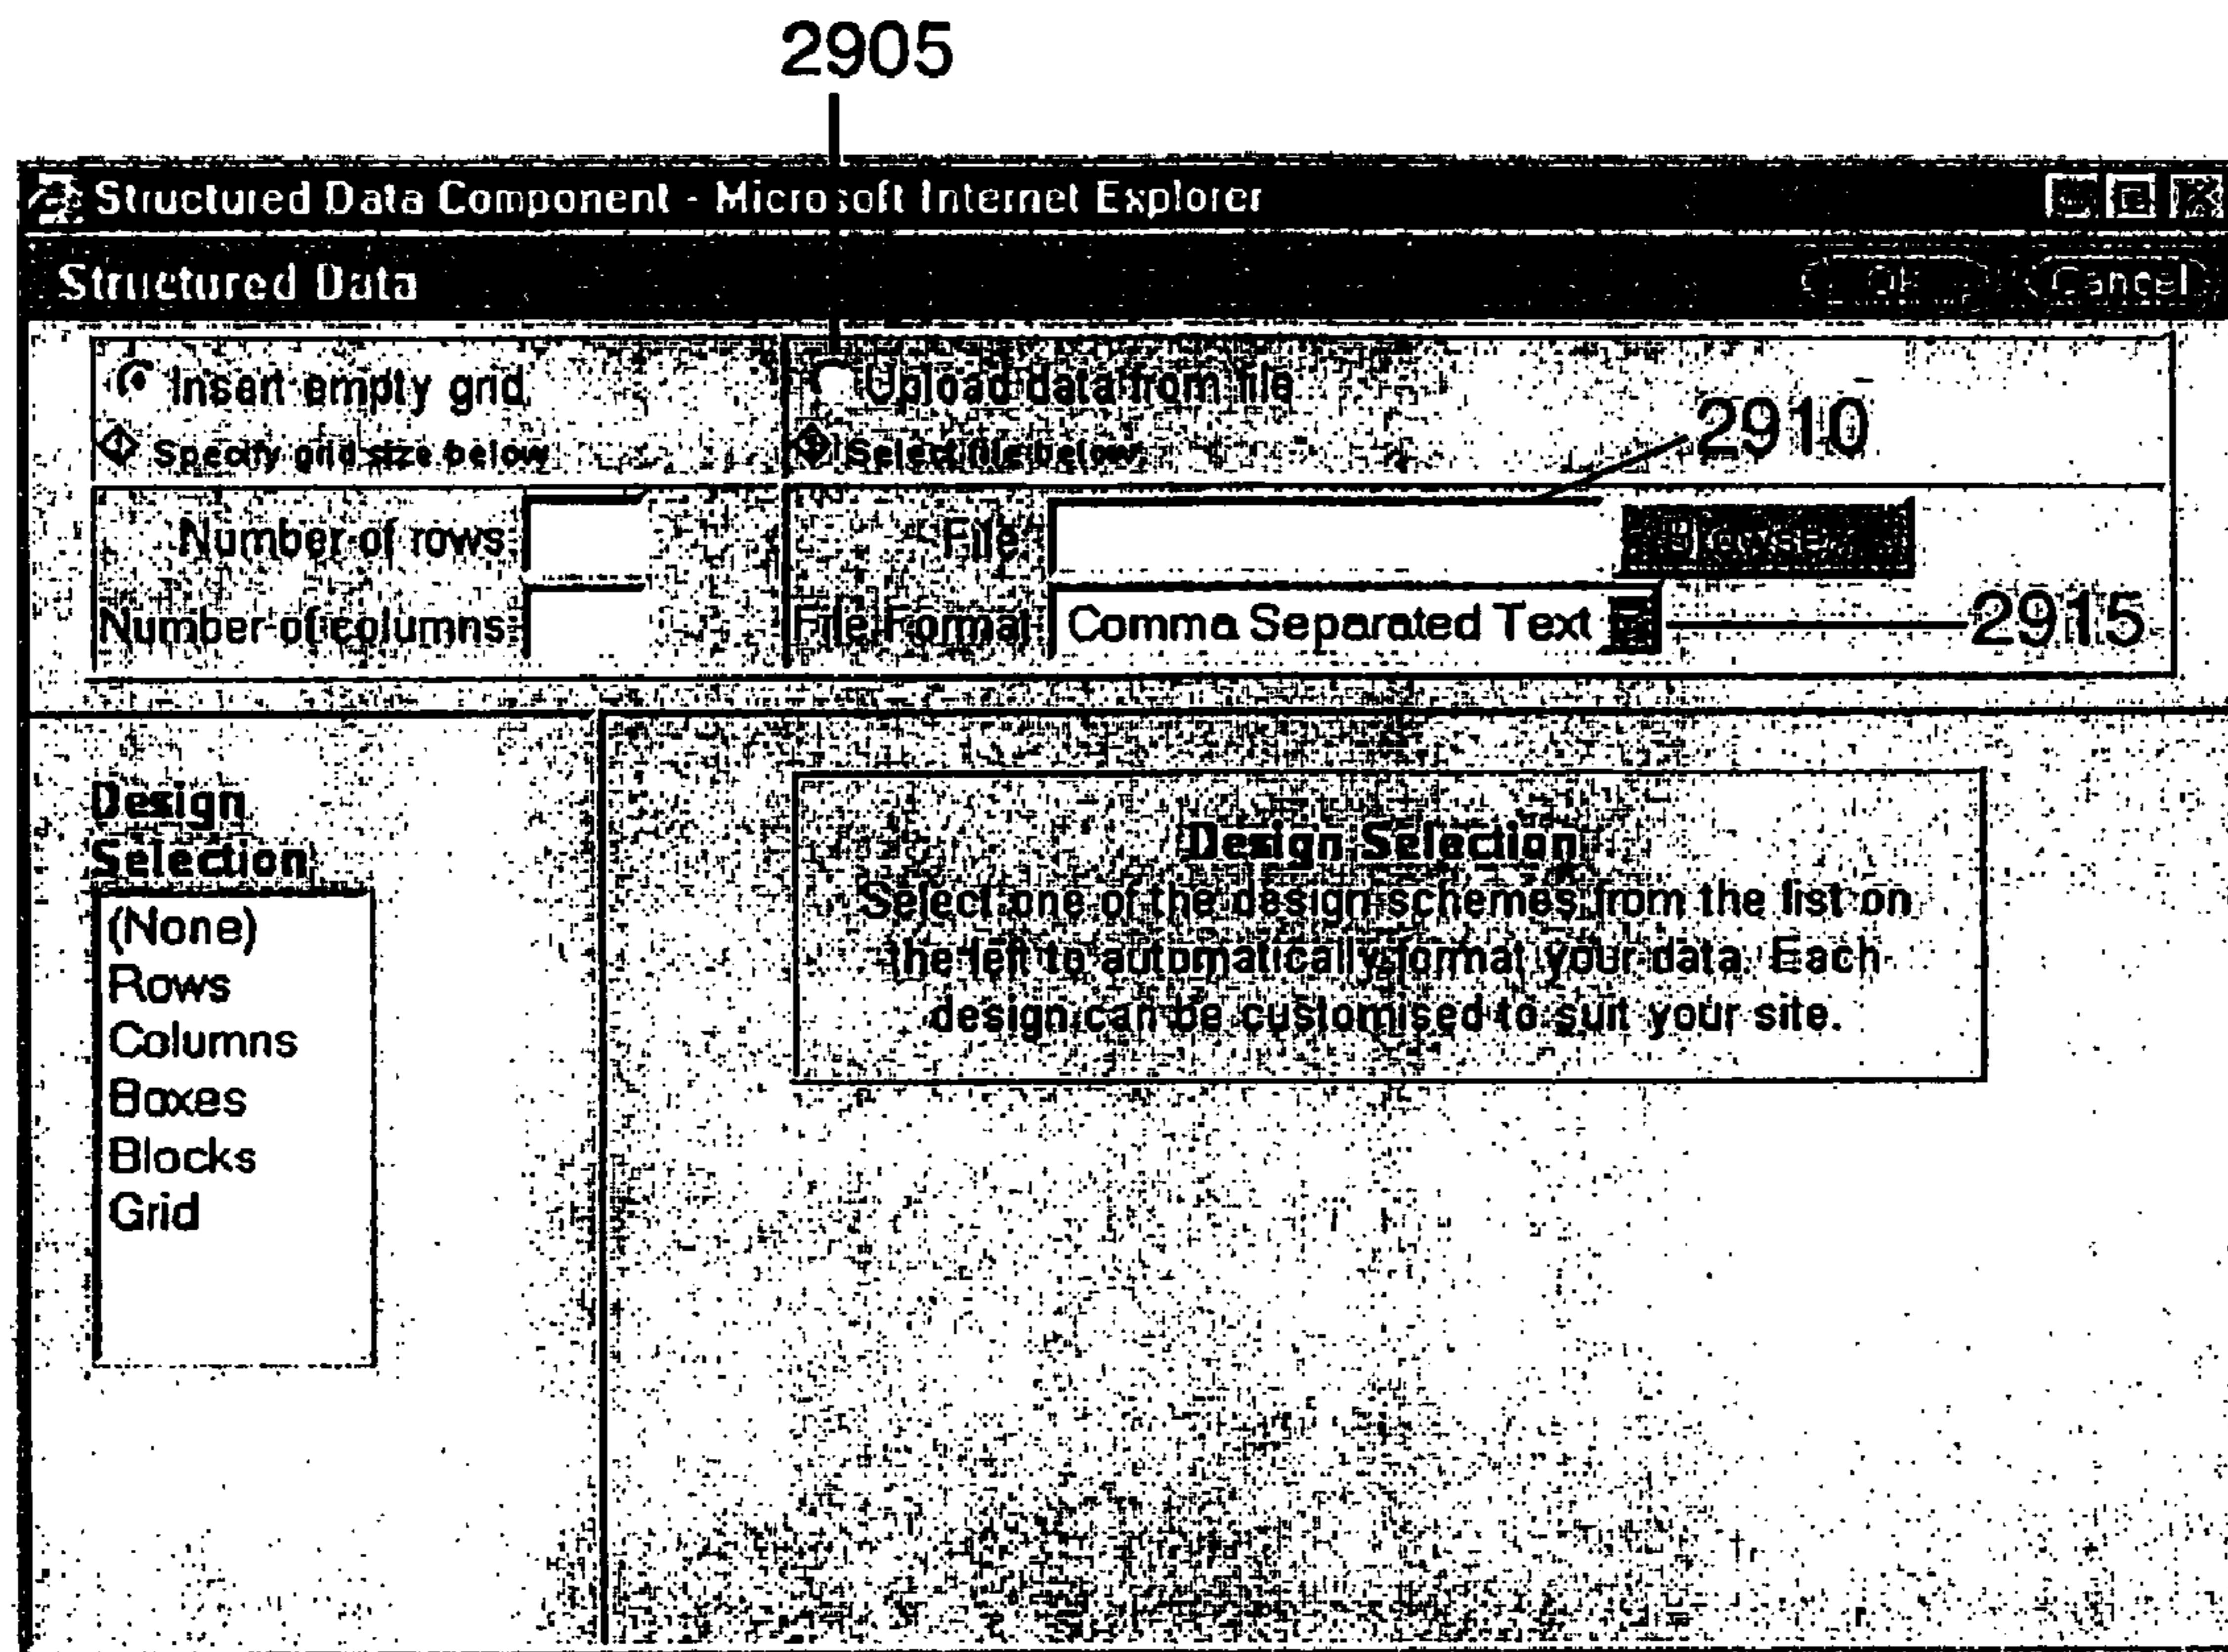 2905
Structured Data Component - Microsoft Internet Explorer
Structured Data
Ok Cancel
Insert empty grid
Specify grid size below
Upload data from file
Select file below
2910
Number of rows
Number of columns
File Browse...
File Format Comma Separated Text
2915
Design
Selection
(None)
Rows
Columns
Boxes
Blocks
Grid
Design Selection
Select one of the design schemes from the list on
the left to automatically format your data. Each
design can be customised to suit your site.